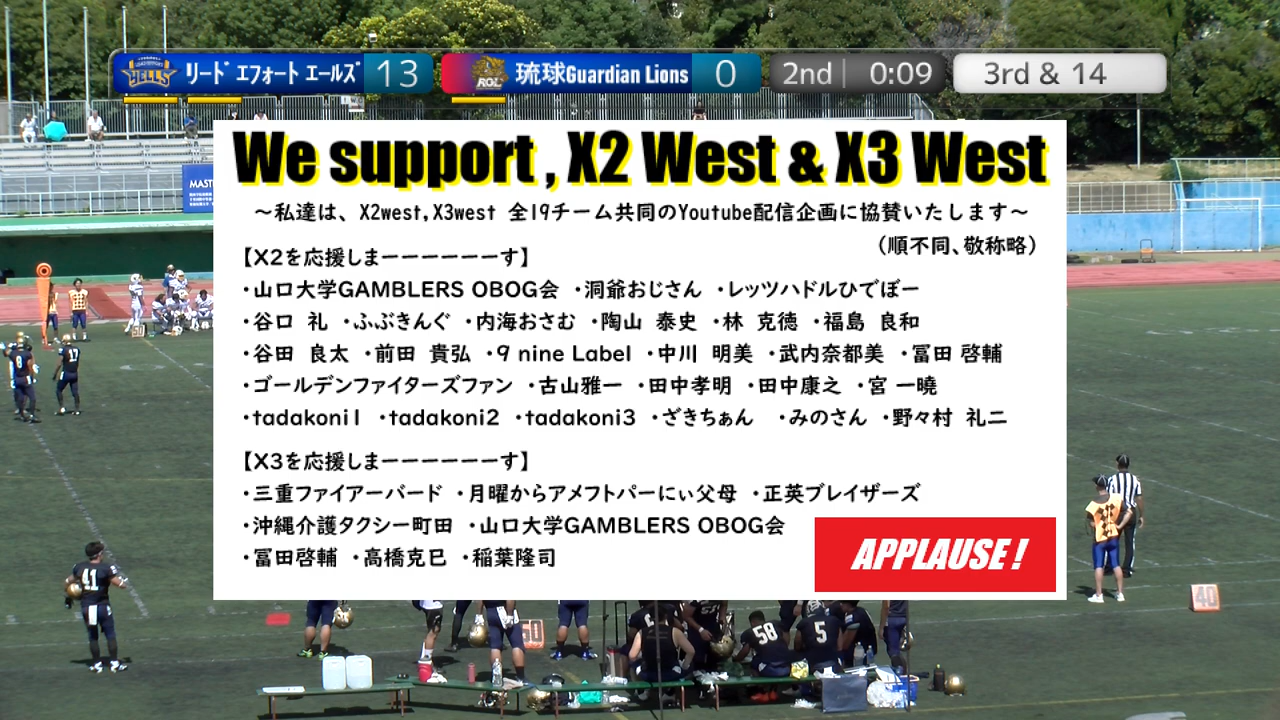 HELLS リードエフォート エールズ 13 ROL 琉球Guardian Lions 0 2nd 0:09 3rd & 14
We support , X2 West & X3 West
～私達は、X2west,X3west 全19チーム共同のYoutube配信企画に協賛いたします～
（順不同、敬称略）
【X2を応援しまーーーーーーす】
・山口大学GAMBLERS OBOG会 ・洞爺おじさん ・レッツハドルひでぼー
・谷口 礼 ・ふぶきんぐ ・内海おさむ ・陶山 泰史 ・林 克徳 ・福島 良和
・谷田 良太 ・前田 貴弘 ・9 nine Label ・中川 明美 ・武内奈都美 ・冨田 啓輔
・ゴールデンファイターズファン ・古山雅一 ・田中孝明 ・田中康之 ・宮 一曉
・tadakoni1 ・tadakoni2 ・tadakoni3 ・ざきちぁん ・みのさん ・野々村 礼二
【X3を応援しまーーーーーーす】
・三重ファイアーバード ・月曜からアメフトパーにぃ父母 ・正英ブレイザーズ
・沖縄介護タクシー町田 ・山口大学GAMBLERS OBOG会
・冨田啓輔 ・高橋克巳 ・稲葉隆司
APPLAUSE !
MAST
9
17
41
58
5
50
40